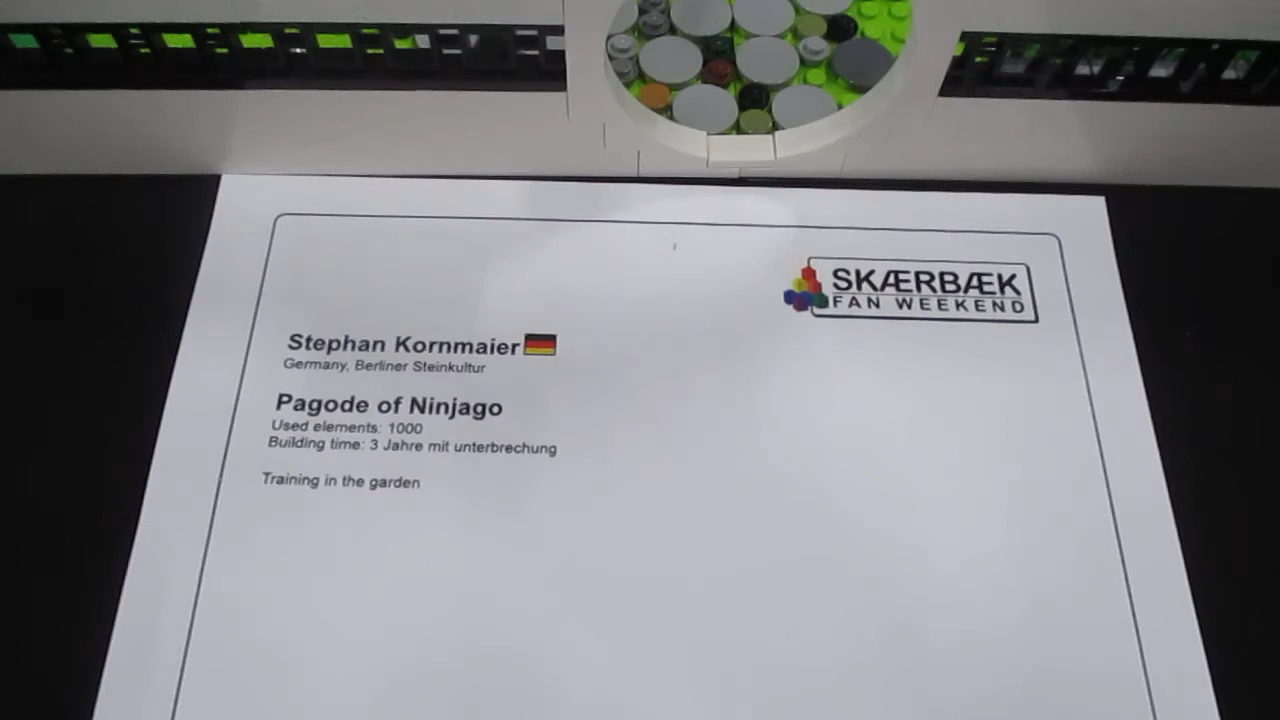 SKÆRBÆK
FAN WEEKEND
Stephan Kornmaier
Germany, Berliner Steinkultur
Pagode of Ninjago
Used elements: 1000
Building time: 3 Jahre mit unterbrechung
Training in the garden